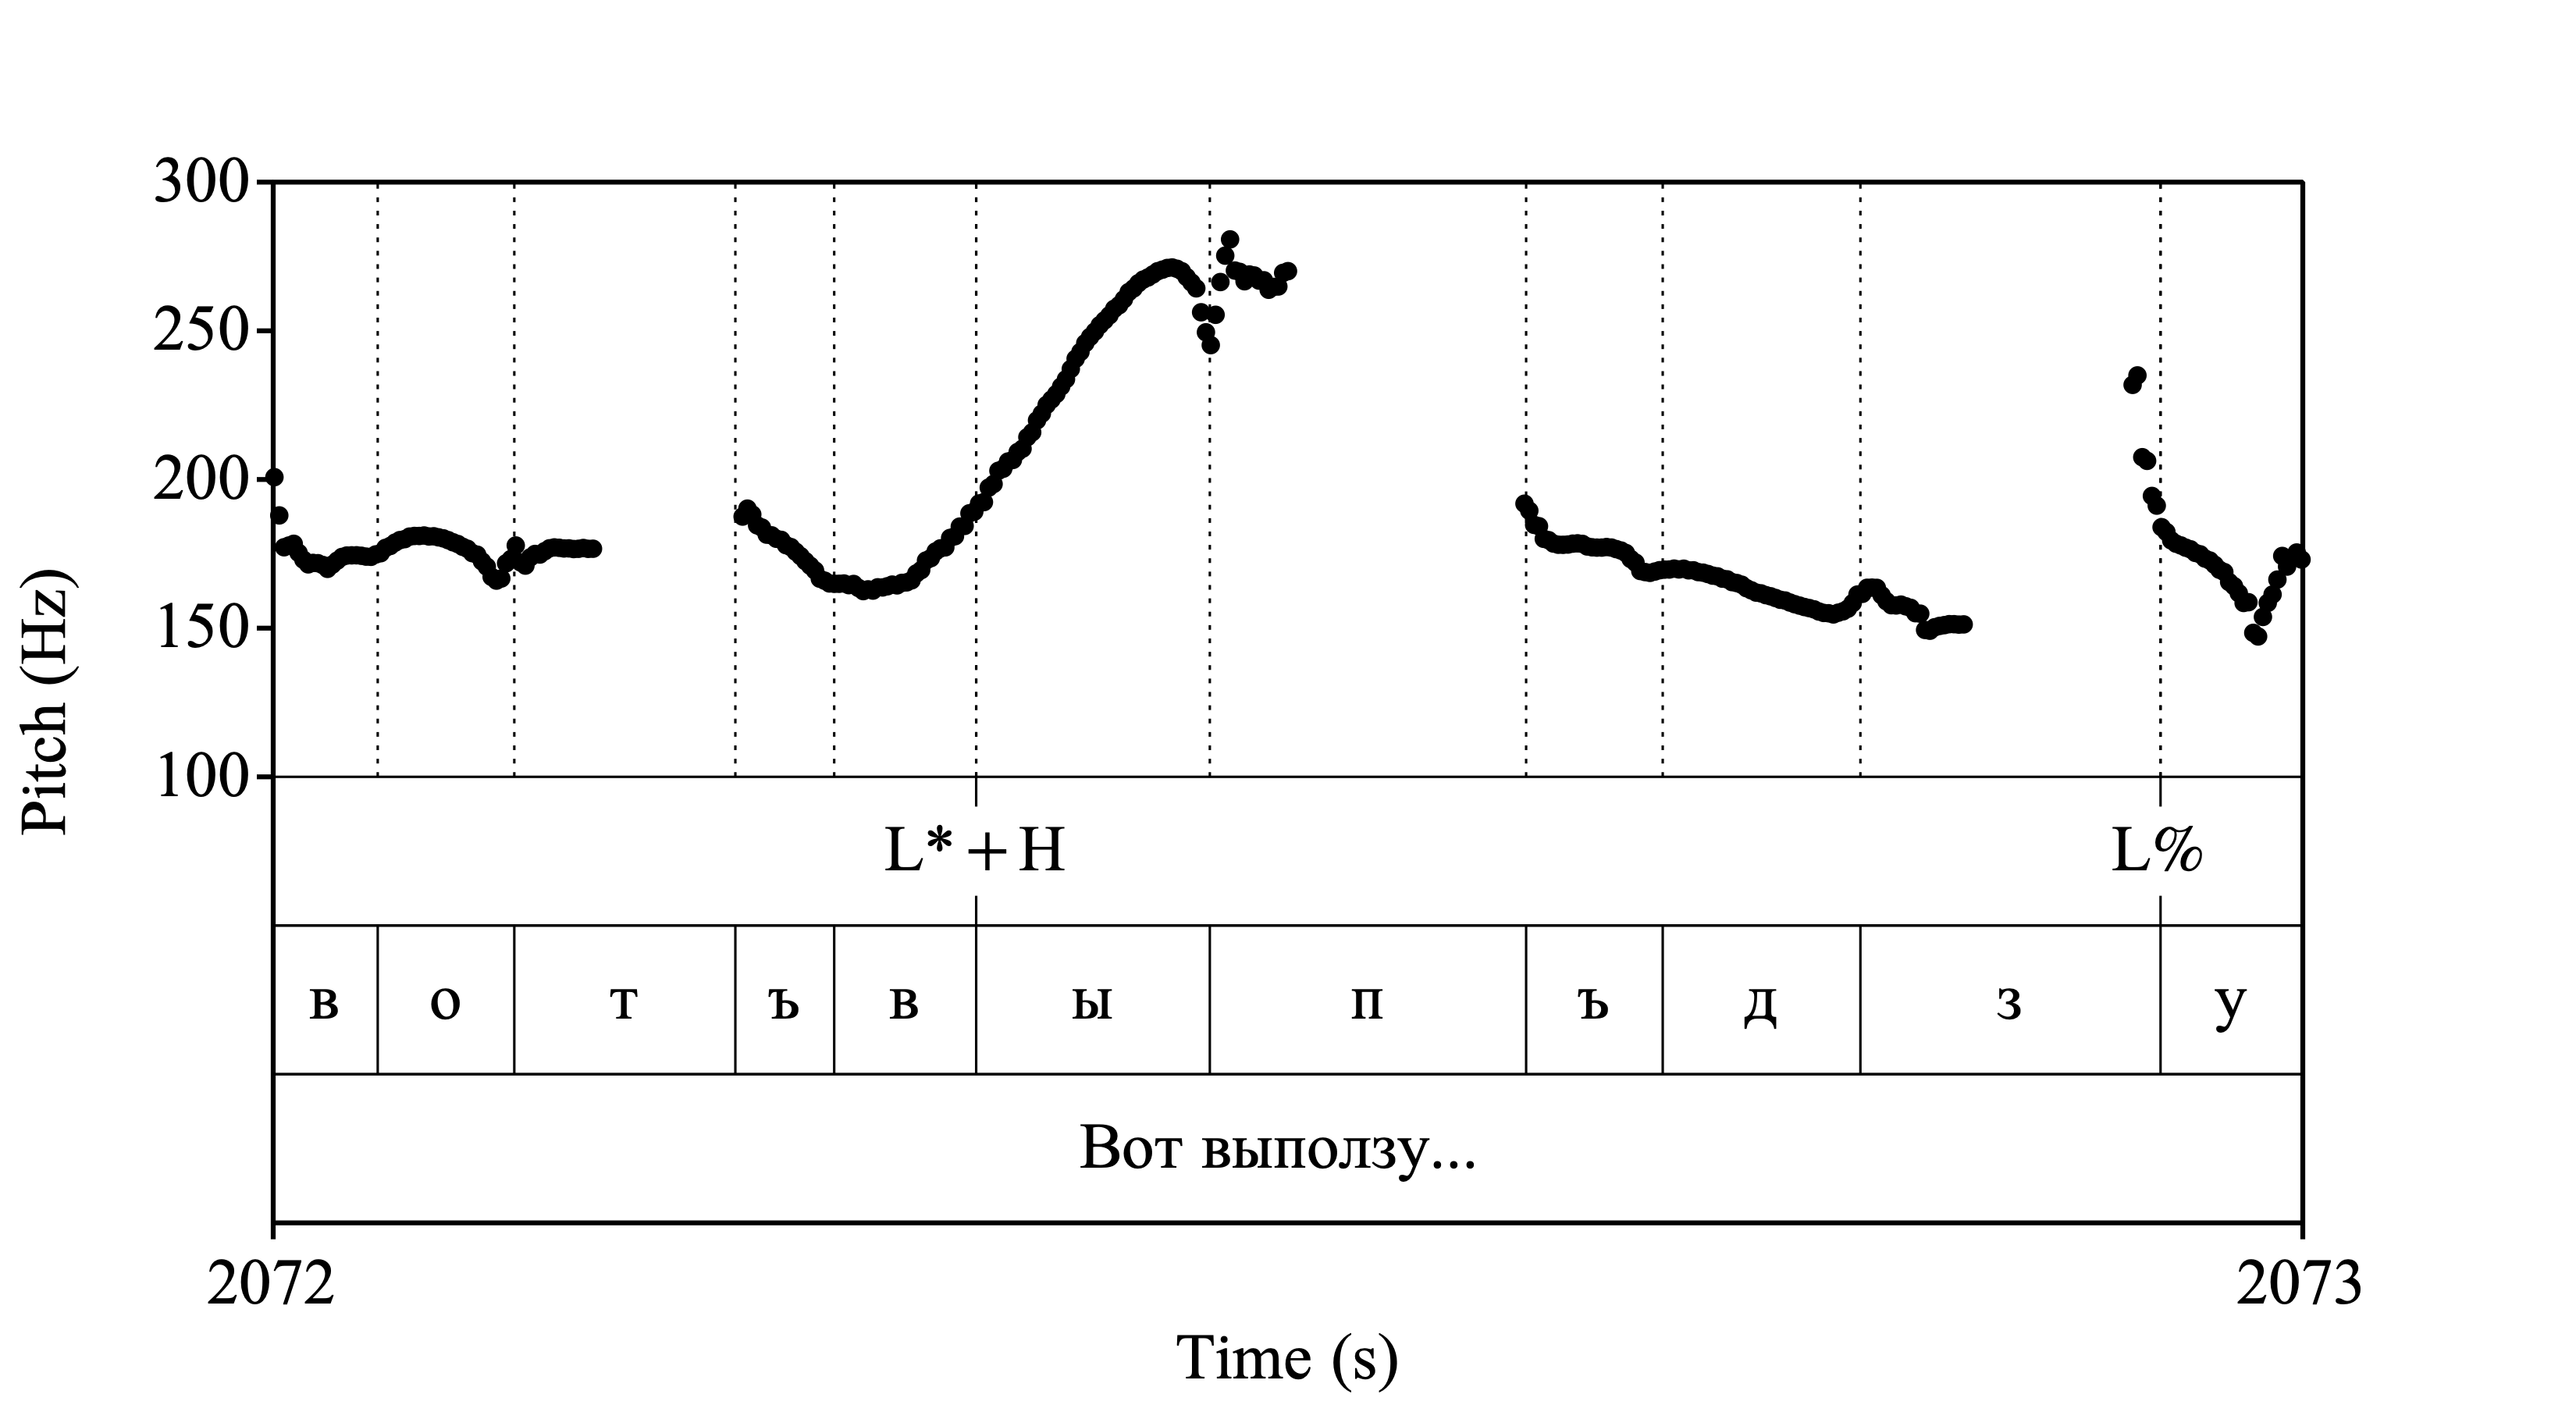 300
250
200
150
100
Pitch (Hz)
L*+H L%
в о т ъ в ы п ъ д з у
Вот выползу...
2072 2073
Time (s)